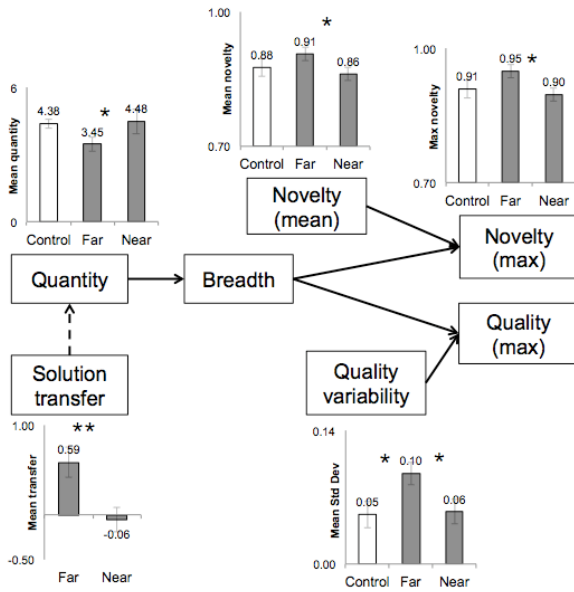 1.00
Mean novelty
0.88
0.91
*
0.86
0.70
Control Far Near
1.00
Max novelty
0.91
0.95
*
0.90
0.70
Control Far Near
6
Mean quantity
4.38
3.45
*
4.48
0
Control Far Near
Novelty
(mean)
Novelty
(max)
Quantity
Breadth
Quality
(max)
Solution
transfer
Quality
variability
1.00
Mean transfer
0.59
**
-0.06
-0.50
Far Near
0.14
Mean Std Dev
0.05
*
0.10
*
0.06
0.00
Control Far Near